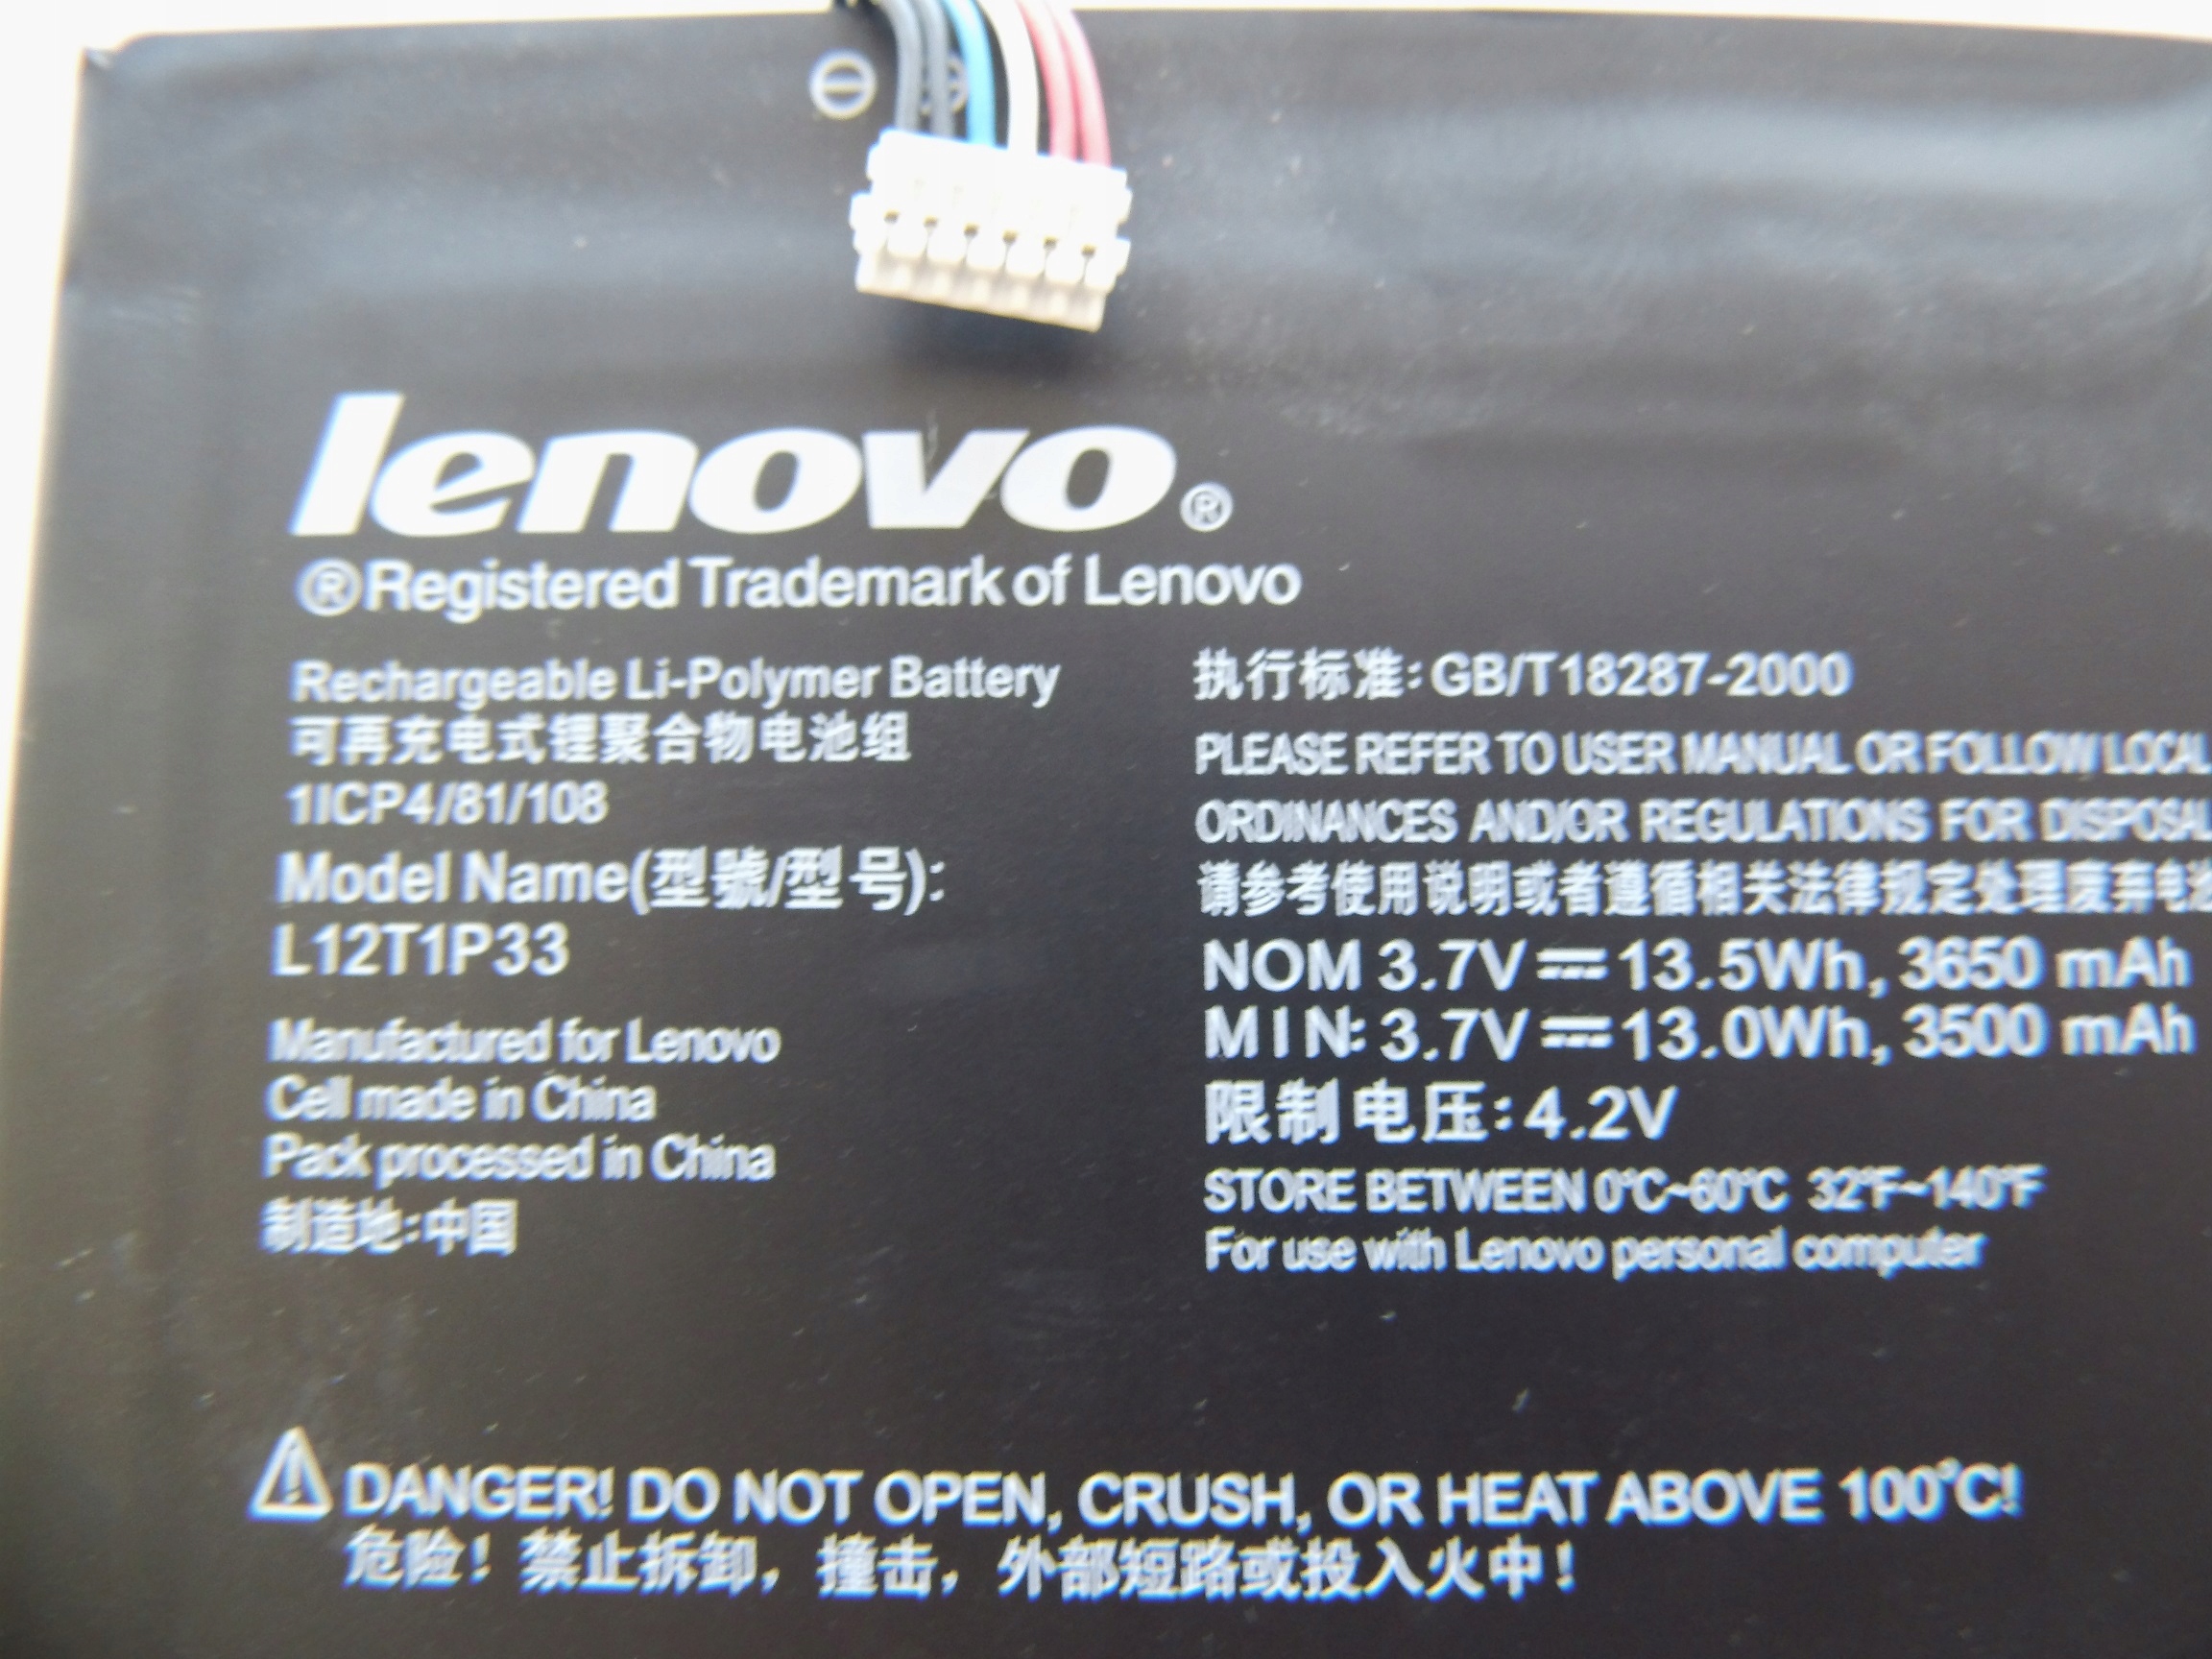 lenovo®
®Registered Trademark of Lenovo
Rechargeable Li-Polymer Battery
可再充电式锂聚合物电池组
1ICP4/81/108
Model Name(型號/型号):
L12T1P33
Manufactured for Lenovo
Cell made in China
Pack processed in China
制造地:中国
执行标准:GB/T18287-2000
PLEASE REFER TO USER MANUAL OR FOLLOW LOCAL
ORDINANCES AND/OR REGULATIONS FOR DISPOSAL
请参考使用说明或者遵循相关法律规定处理废弃电池
NOM 3.7V⎓13.5Wh, 3650 mAh
MIN: 3.7V⎓13.0Wh, 3500 mAh
限制电压:4.2V
STORE BETWEEN 0°C~60°C 32°F~140°F
For use with Lenovo personal computer
DANGER! DO NOT OPEN, CRUSH, OR HEAT ABOVE 100°C!
危险！禁止拆卸，撞击，外部短路或投入火中！